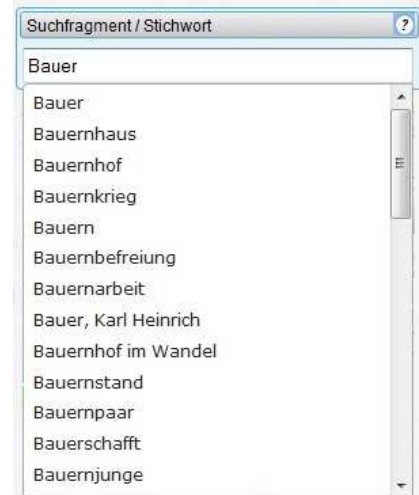 Suchfragment / Stichwort ?
Bauer
Bauer
Bauernhaus
Bauernhof
Bauernkrieg
Bauern
Bauernbefreiung
Bauernarbeit
Bauer, Karl Heinrich
Bauernhof im Wandel
Bauernstand
Bauernpaar
Bauerschafft
Bauernjunge